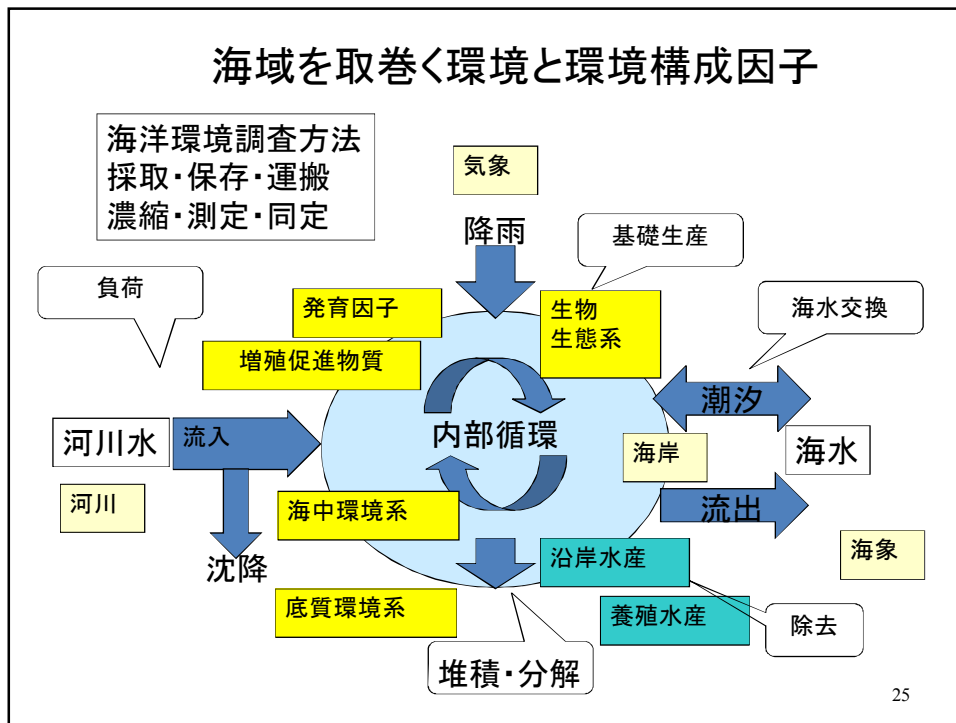 海域を取巻く環境と環境構成因子
海洋環境調査方法
採取・保存・運搬
濃縮・測定・同定
気象
降雨
基礎生産
負荷
発育因子
生物
生態系
海水交換
増殖促進物質
潮汐
河川水
流入
内部循環
海岸
海水
河川
海中環境系
流出
沈降
沿岸水産
海象
底質環境系
養殖水産
除去
堆積・分解
25